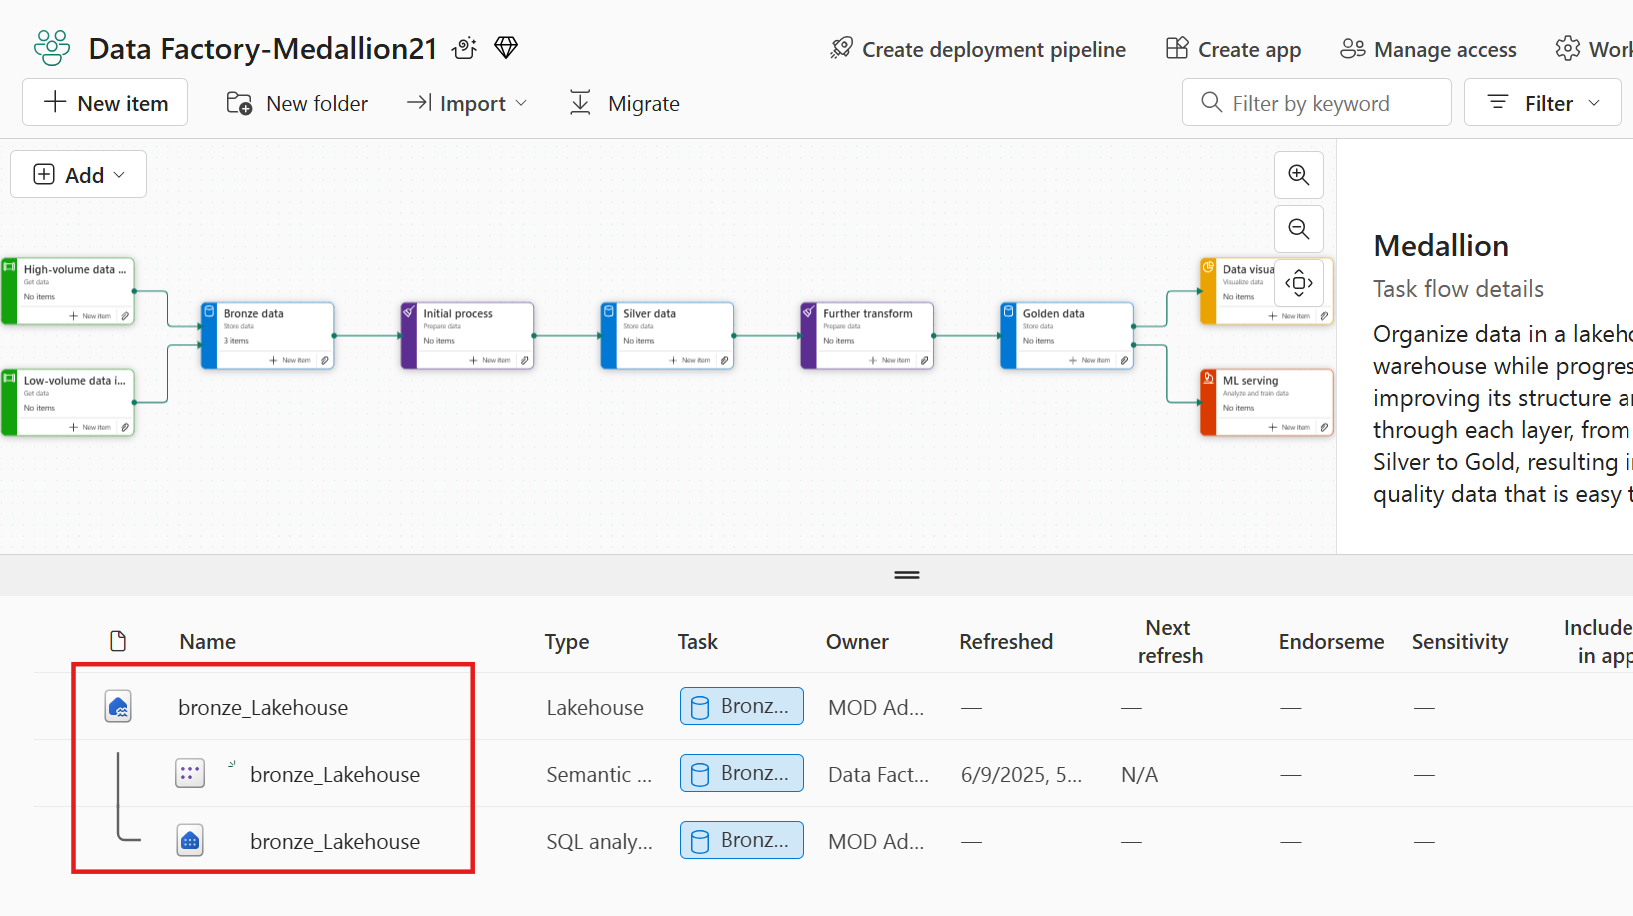 Data Factory-Medallion21
Create deployment pipeline
Create app
Manage access
Work
New item
New folder
Import
Migrate
Filter by keyword
Filter
Add
High-volume data ...
Get data
No items
New item
Low-volume data i...
Get data
No items
New item
Bronze data
Store data
3 items
New item
Initial process
Prepare data
No items
New item
Silver data
Store data
No items
New item
Further transform
Prepare data
No items
New item
Golden data
Store data
No items
New item
Data visua
Visualize data
No items
New item
ML serving
Analyze and train data
No items
New item
Medallion
Task flow details
Organize data in a lakeho
warehouse while progres
improving its structure a
through each layer, from
Silver to Gold, resulting i
quality data that is easy t
Name Type Task Owner Refreshed Next refresh Endorseme Sensitivity Include in app
bronze_Lakehouse Lakehouse Bronz... MOD Ad... — — — —
bronze_Lakehouse Semantic ... Bronz... Data Fact... 6/9/2025, 5... N/A — —
bronze_Lakehouse SQL analy... Bronz... MOD Ad... — — — —